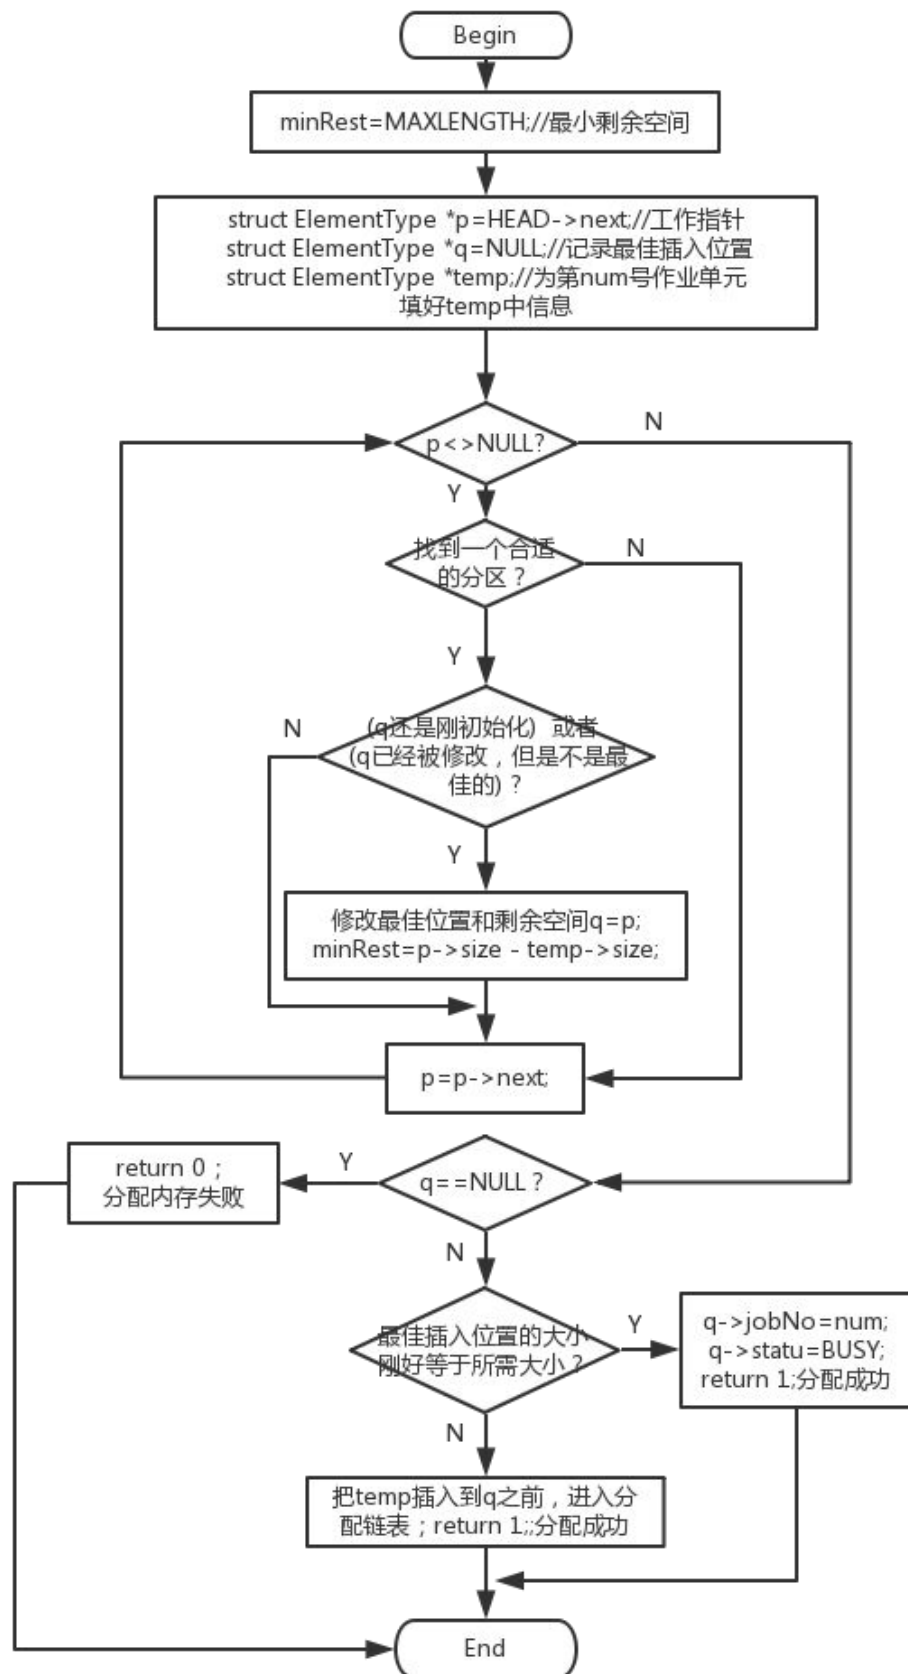 Begin
minRest=MAXLENGTH;//最小剩余空间
struct ElementType *p=HEAD->next;//工作指针
struct ElementType *q=NULL;//记录最佳插入位置
struct ElementType *temp;//为第num号作业单元
填好temp中信息
p<>NULL?
N
Y
找到一个合适
的分区？
N
Y
(q还是刚初始化) 或者
(q已经被修改，但是不是最
佳的)？
N
Y
修改最佳位置和剩余空间q=p;
minRest=p->size - temp->size;
p=p->next;
q==NULL？
Y
return 0；
分配内存失败
N
最佳插入位置的大小
刚好等于所需大小？
Y
q->jobNo=num;
q->statu=BUSY;
return 1;分配成功
N
把temp插入到q之前，进入分
配链表；return 1;;分配成功
End